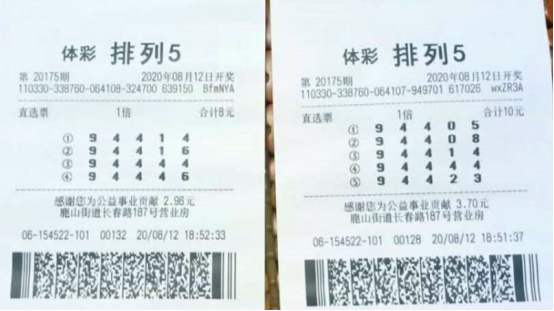 体彩 排列5
第 20175期 2020年08月12日开奖
110330-338760-064108-324700 639150 BfmNYA
直选票 1倍 合计8元
① 9 4 4 1 4
② 9 4 4 1 6
③ 9 4 4 4 4
④ 9 4 4 4 6
感谢您为公益事业贡献 2.96元
鹿山街道长春路187号营业房
06-154522-101 00132 20/08/12 18:52:33
体彩 排列5
第 20175期 2020年08月12日开奖
110330-338760-064107-949701 617026 wxZR3A
直选票 1倍 合计10元
① 9 4 4 0 5
② 9 4 4 0 8
③ 9 4 4 1 4
④ 9 4 4 4 4
⑤ 9 4 4 2 3
感谢您为公益事业贡献 3.70元
鹿山街道长春路187号营业房
06-154522-101 00128 20/08/12 18:51:37